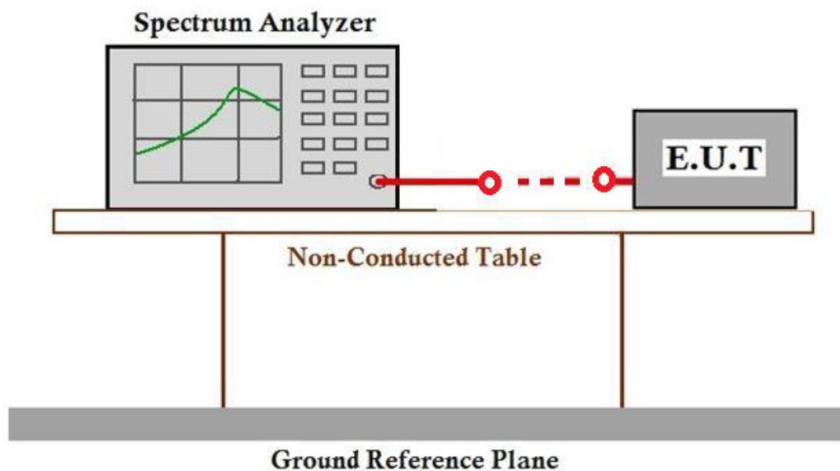 Spectrum Analyzer
E.U.T
Non-Conducted Table
Ground Reference Plane